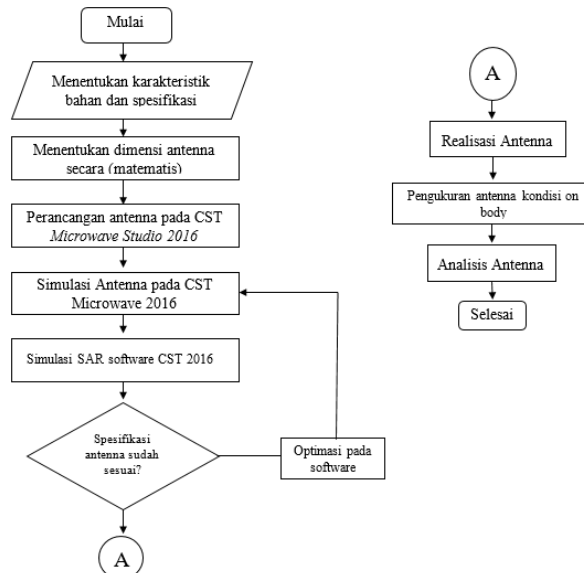 Mulai
Menentukan karakteristik
bahan dan spesifikasi
Menentukan dimensi antenna
secara (matematis)
Perancangan antena pada CST
Microwave Studio 2016
Simulasi Antenna pada CST
Microwave 2016
Simulasi SAR software CST 2016
Spesifikasi
antenna sudah
sesuai?
Optimasi pada
software
A
A
Realisasi Antenna
Pengukuran antenna kondisi on
body
Analisis Antenna
Selesai